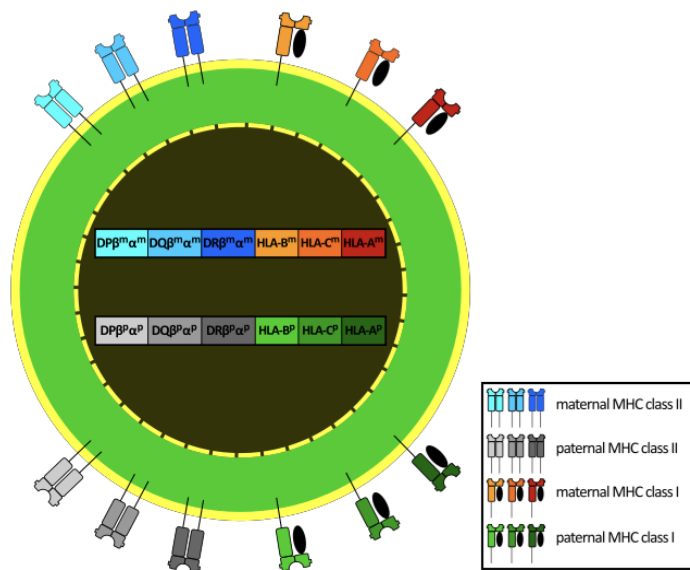 DPβᵐαᵐ DQβᵐαᵐ DRβᵐαᵐ HLA-Bᵐ HLA-Cᵐ HLA-Aᵐ
DPβᵖαᵖ DQβᵖαᵖ DRβᵖαᵖ HLA-Bᵖ HLA-Cᵖ HLA-Aᵖ
maternal MHC class II
paternal MHC class II
maternal MHC class I
paternal MHC class I